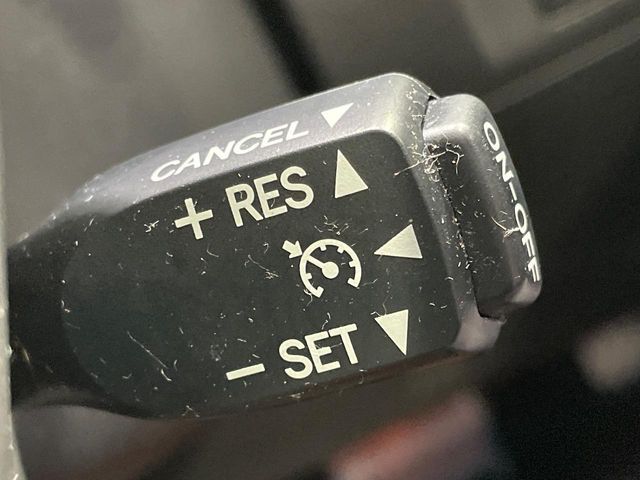 CANCEL
+ RES
- SET
ON-OFF